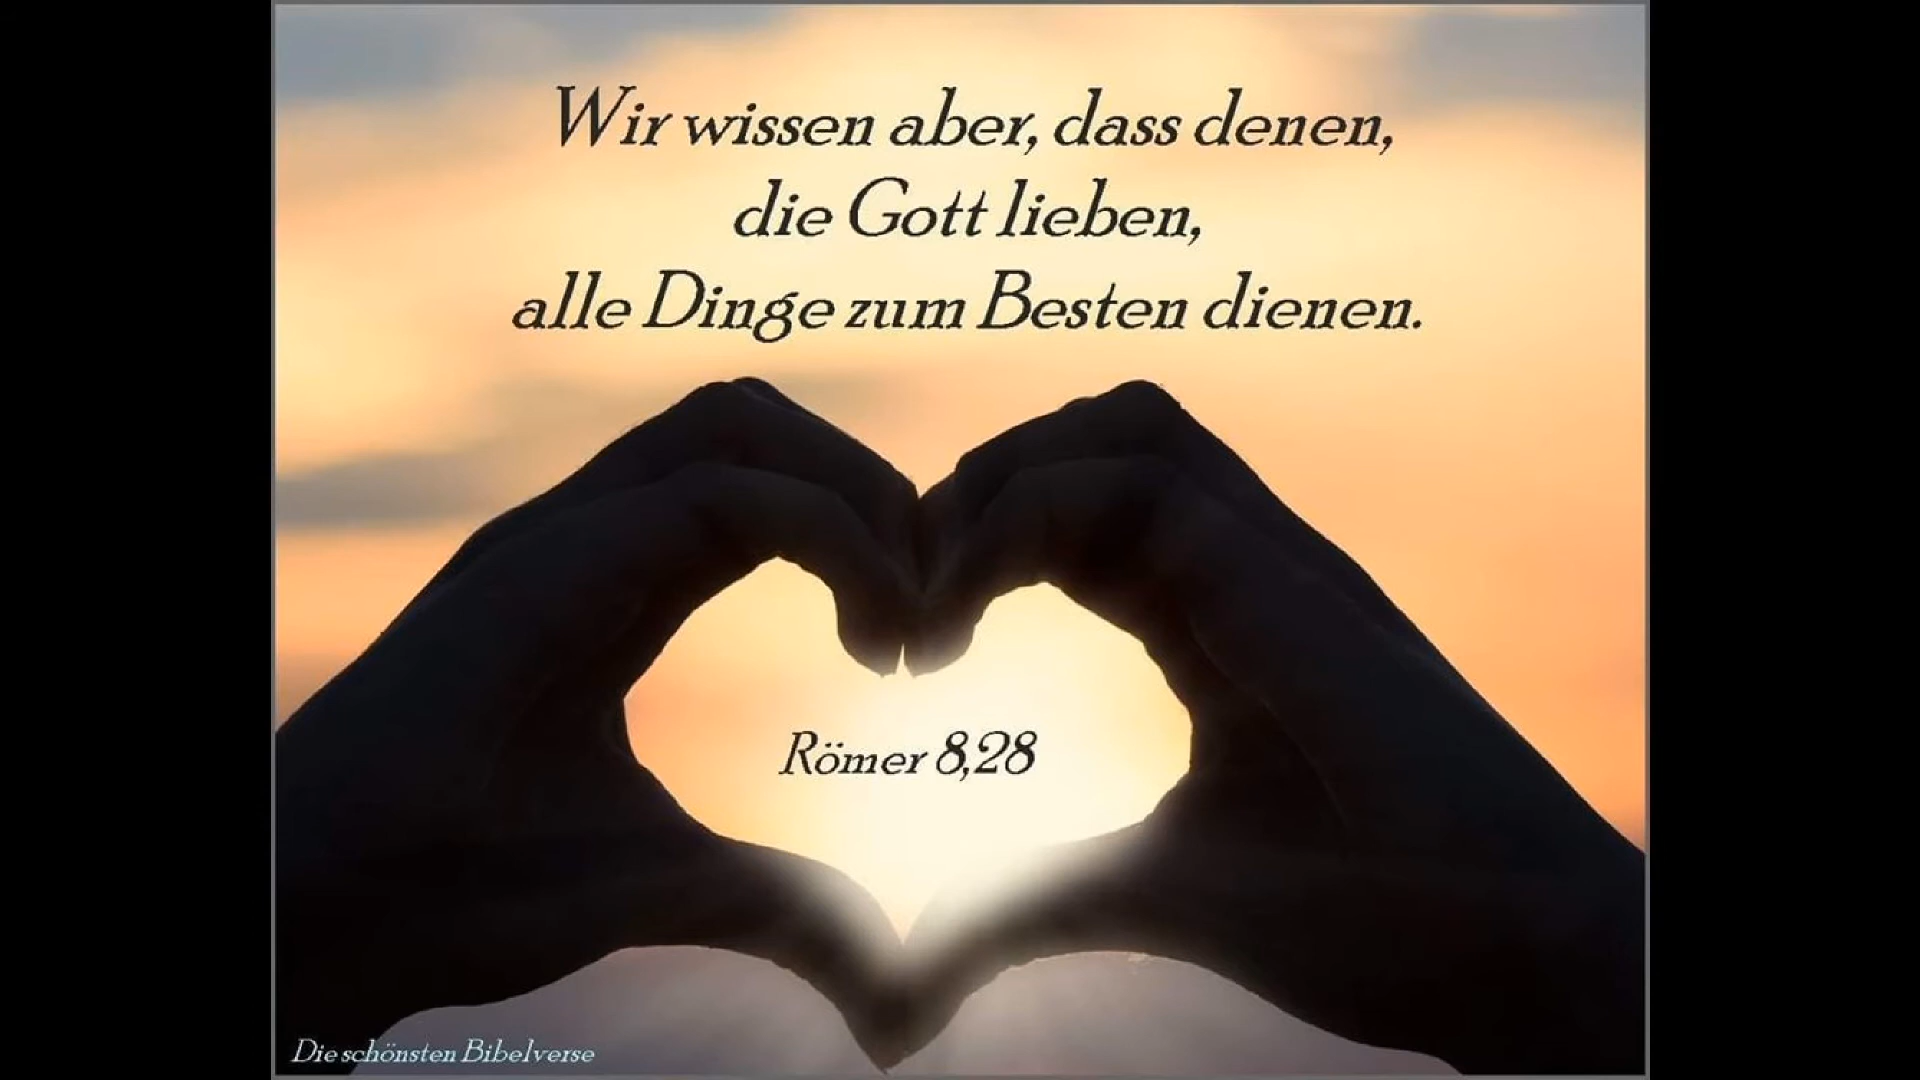 Wir wissen aber, dass denen,
die Gott lieben,
alle Dinge zum Besten dienen.
Römer 8,28
Die schönsten Bibelverse